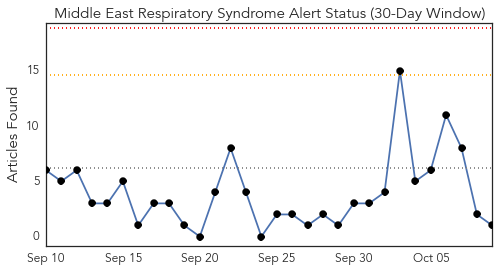 Middle East Respiratory Syndrome Alert Status (30-Day Window)
Articles Found
15
10
5
0
Sep 10 Sep 15 Sep 20 Sep 25 Sep 30 Oct 05